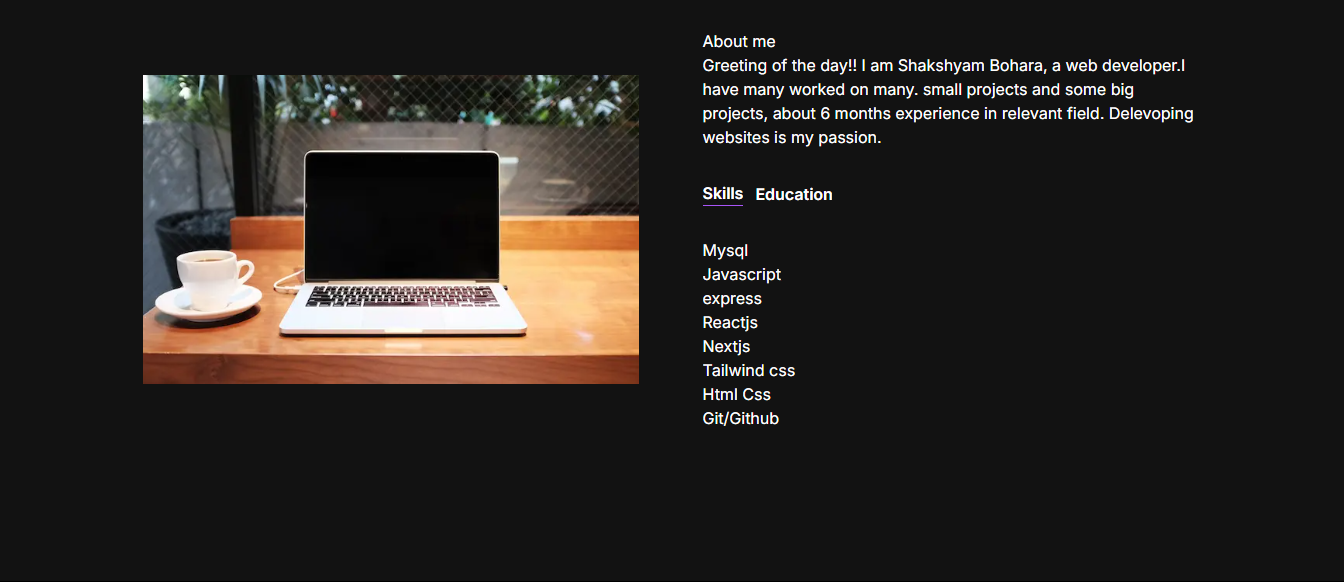 About me
Greeting of the day!! I am Shakshyam Bohara, a web developer.I
have many worked on many. small projects and some big
projects, about 6 months experience in relevant field. Delevoping
websites is my passion.
Skills Education
Mysql
Javascript
express
Reactjs
Nextjs
Tailwind css
Html Css
Git/Github